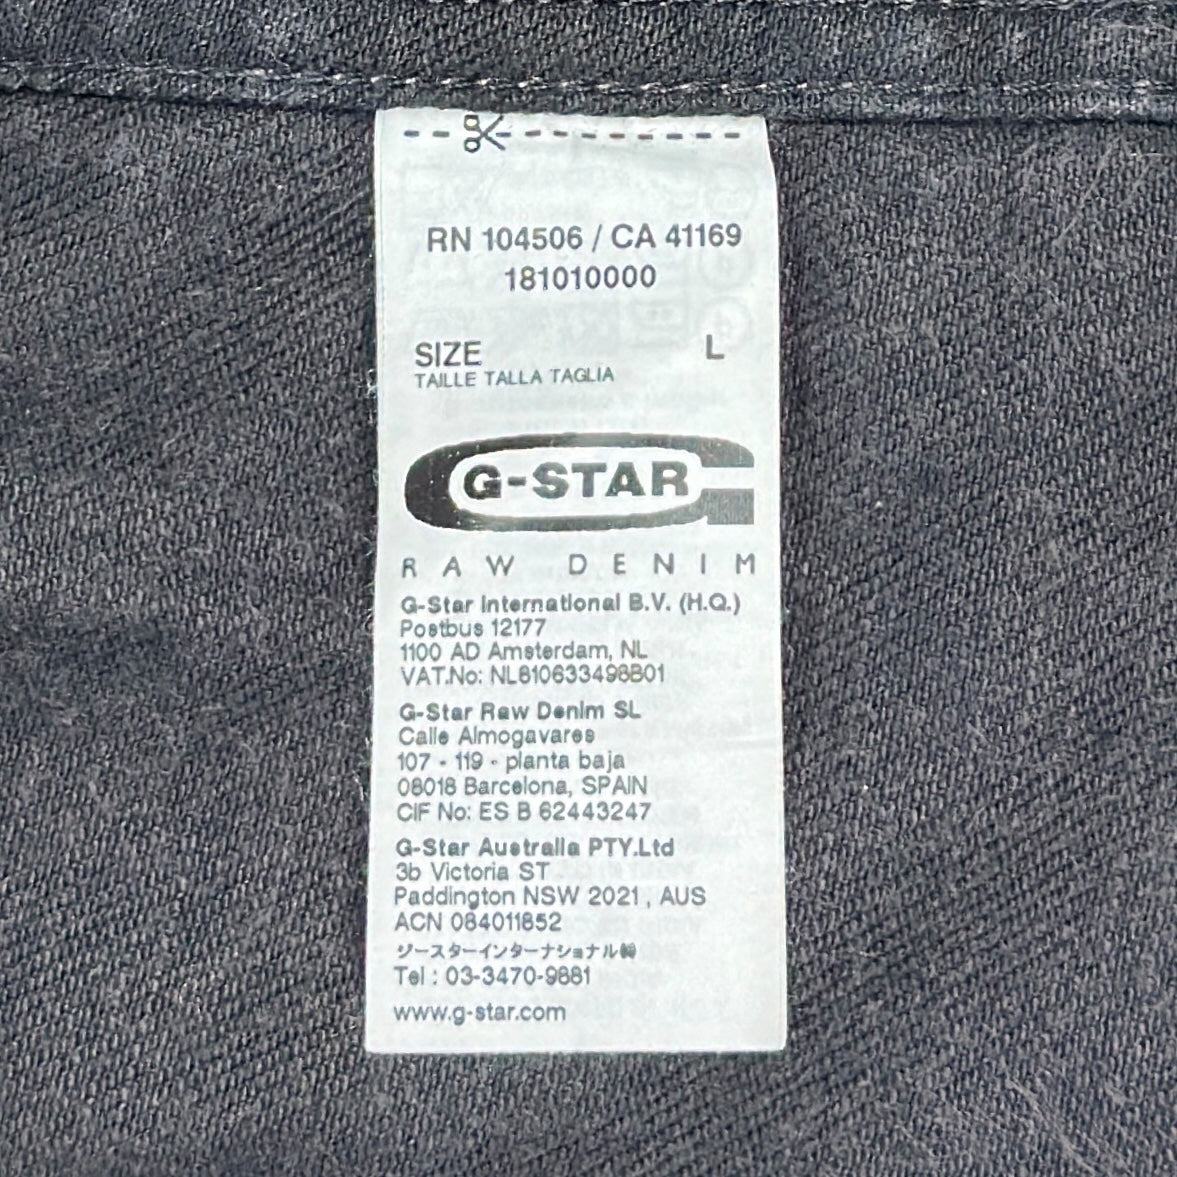 RN 104506 / CA 41169
181010000
SIZE L
TAILLE TALLA TAGLIA
G-STAR
RAW DENIM
G-Star International B.V. (H.Q.)
Postbus 12177
1100 AD Amsterdam, NL
VAT.No: NL810633498B01
G-Star Raw Denim SL
Calle Almogavares
107 - 119 - planta baja
08018 Barcelona, SPAIN
CIF No: ES B 62443247
G-Star Australia PTY.Ltd
3b Victoria ST
Paddington NSW 2021, AUS
ACN 084011852
ジースターインターナショナル㈱
Tel : 03-3470-9881
www.g-star.com